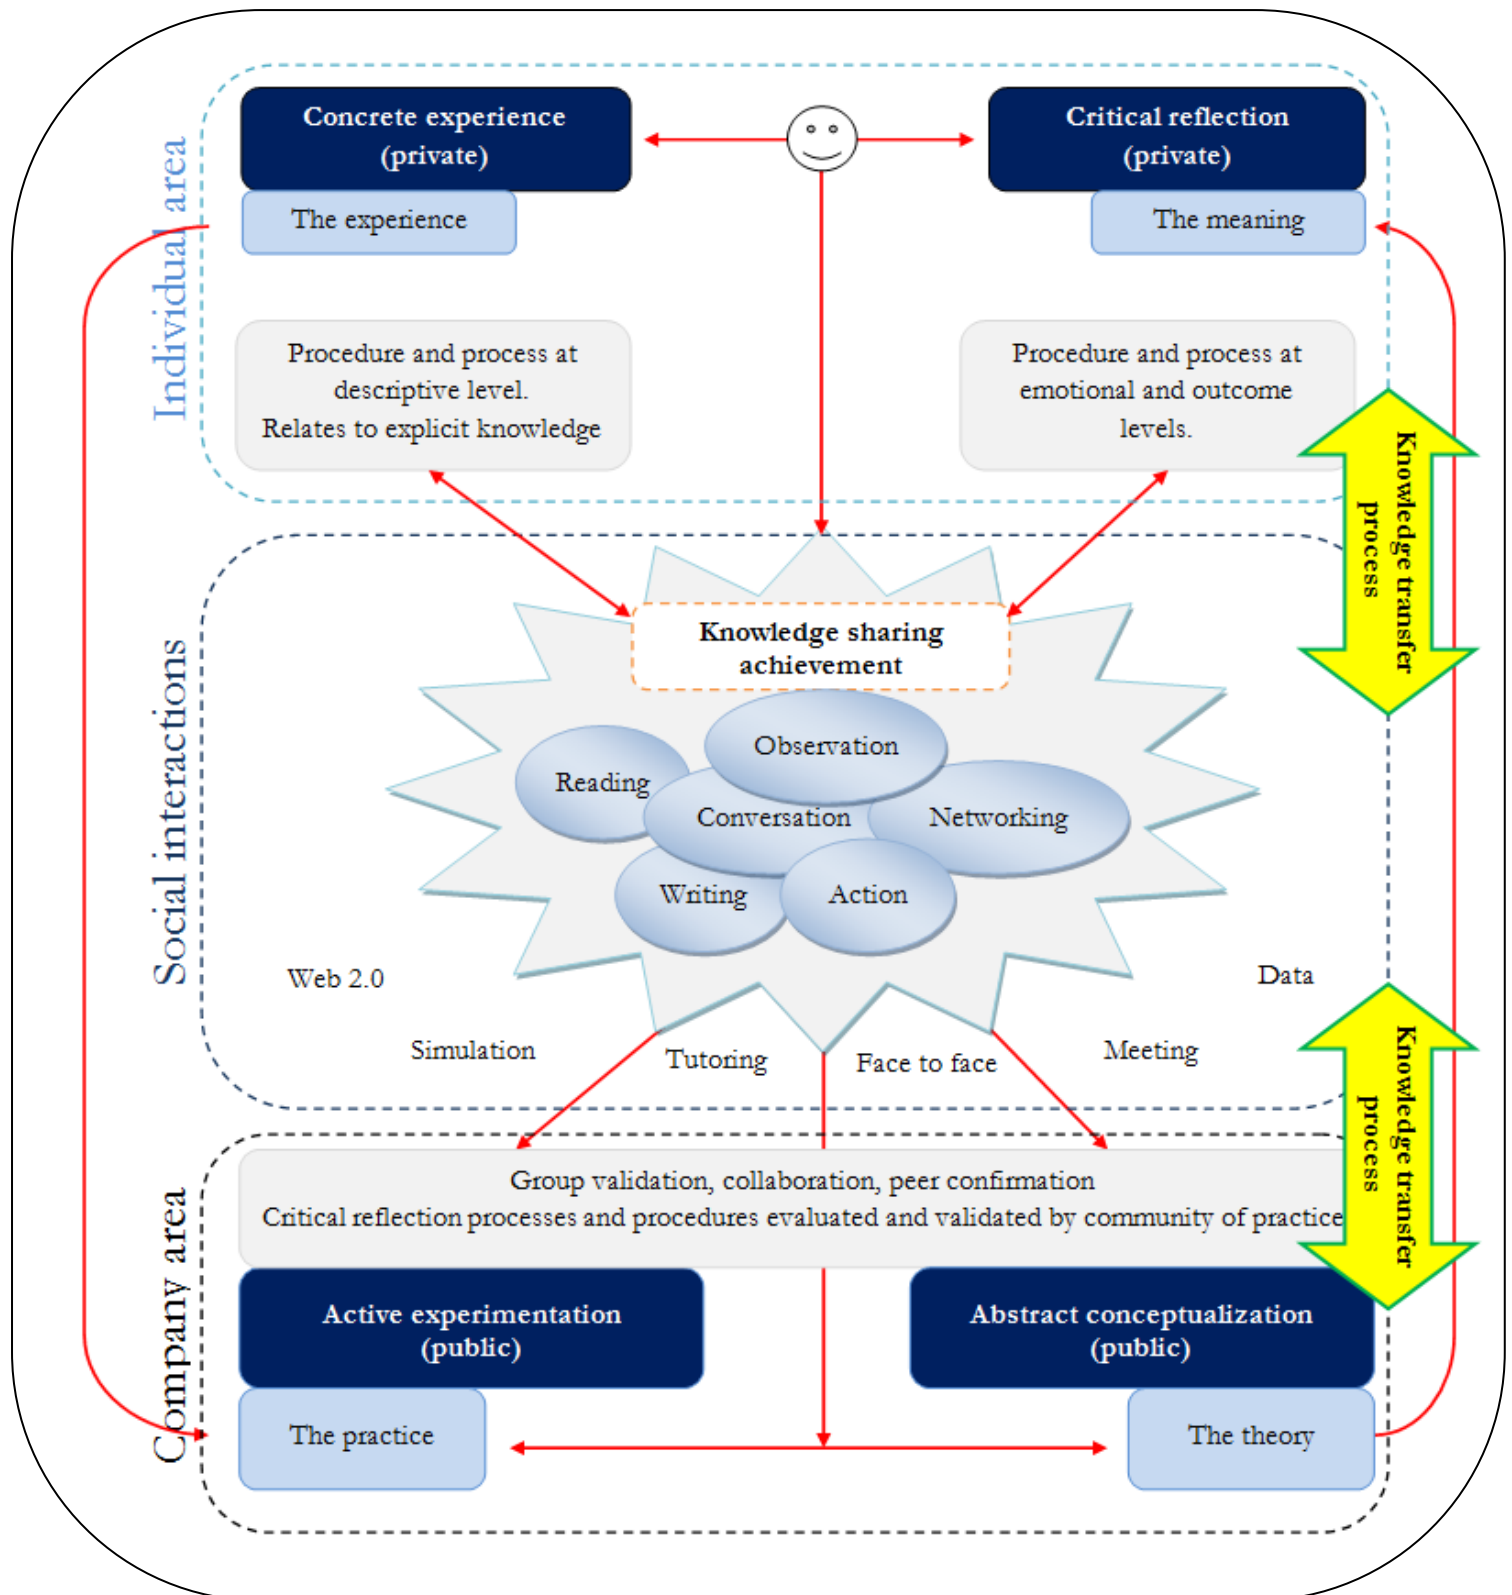 Individual area
Concrete experience
(private)
Critical reflection
(private)
The experience
The meaning
Procedure and process at
descriptive level.
Relates to explicit knowledge
Procedure and process at
emotional and outcome
levels.
Knowledge transfer
process
Social interactions
Knowledge sharing
achievement
Observation
Reading
Conversation
Networking
Writing
Action
Web 2.0
Data
Simulation
Tutoring
Face to face
Meeting
Knowledge transfer
process
Company area
Group validation, collaboration, peer confirmation
Critical reflection processes and procedures evaluated and validated by community of practice
Active experimentation
(public)
Abstract conceptualization
(public)
The practice
The theory